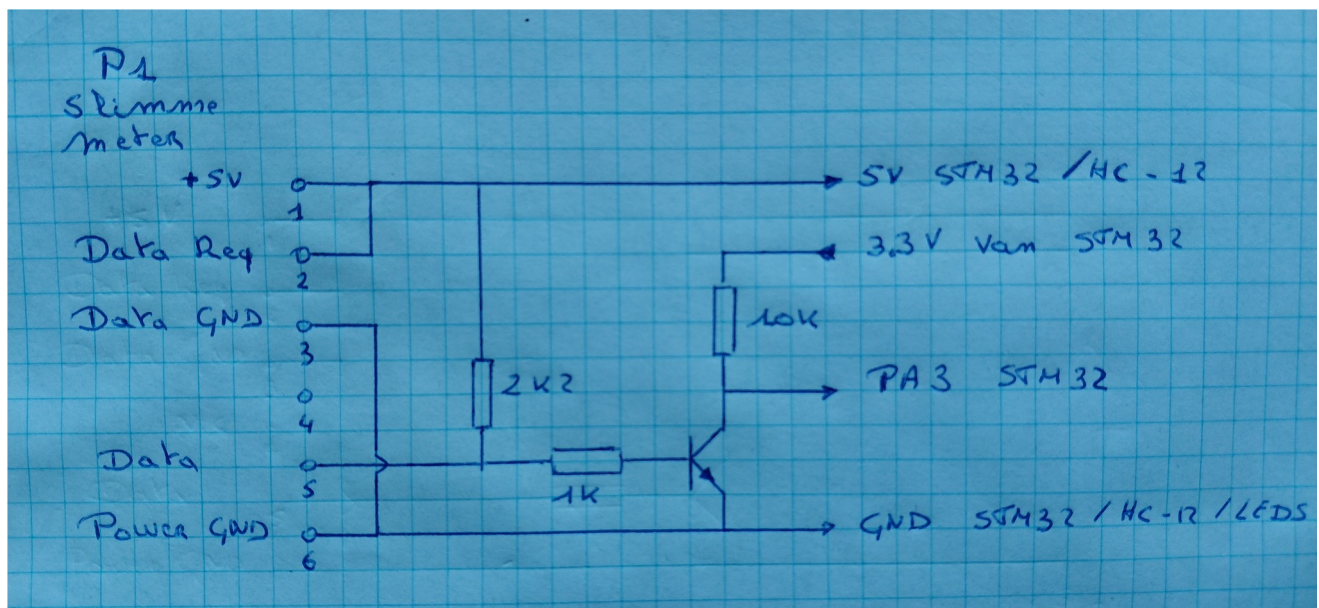 P1
Slimme
meter
+5V
1
5V STM32 / HC-12
Data Req
2
3.3V van STM32
Data GND
3
10K
2K2
4
PA3 STM32
Data
5
1K
Power GND
6
GND STM32 / HC-12 / LEDS